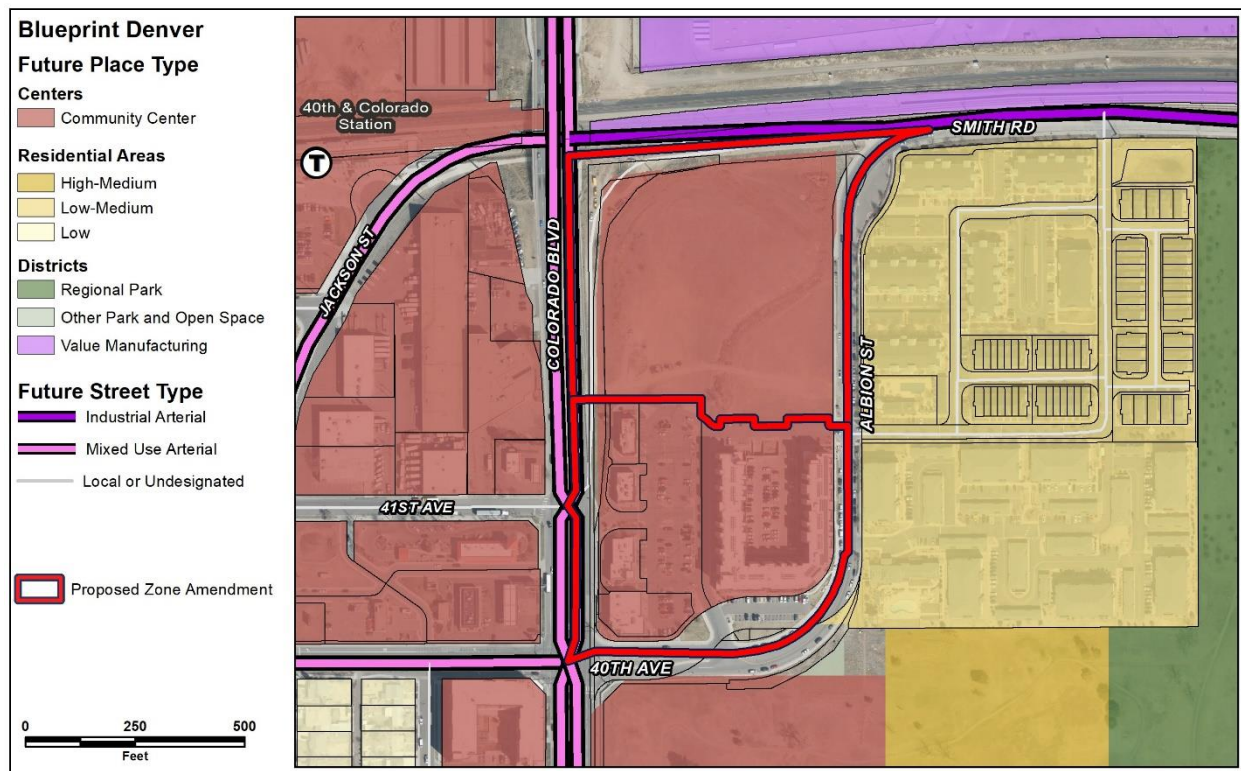 Blueprint Denver
Future Place Type
Centers
Community Center
Residential Areas
High-Medium
Low-Medium
Low
Districts
Regional Park
Other Park and Open Space
Value Manufacturing
Future Street Type
Industrial Arterial
Mixed Use Arterial
Local or Undesignated
Proposed Zone Amendment
0 250 500
Feet
40th & Colorado
Station
T
SMITH RD
JACKSON ST
COLORADO BLVD
ALBION ST
41ST AVE
40TH AVE